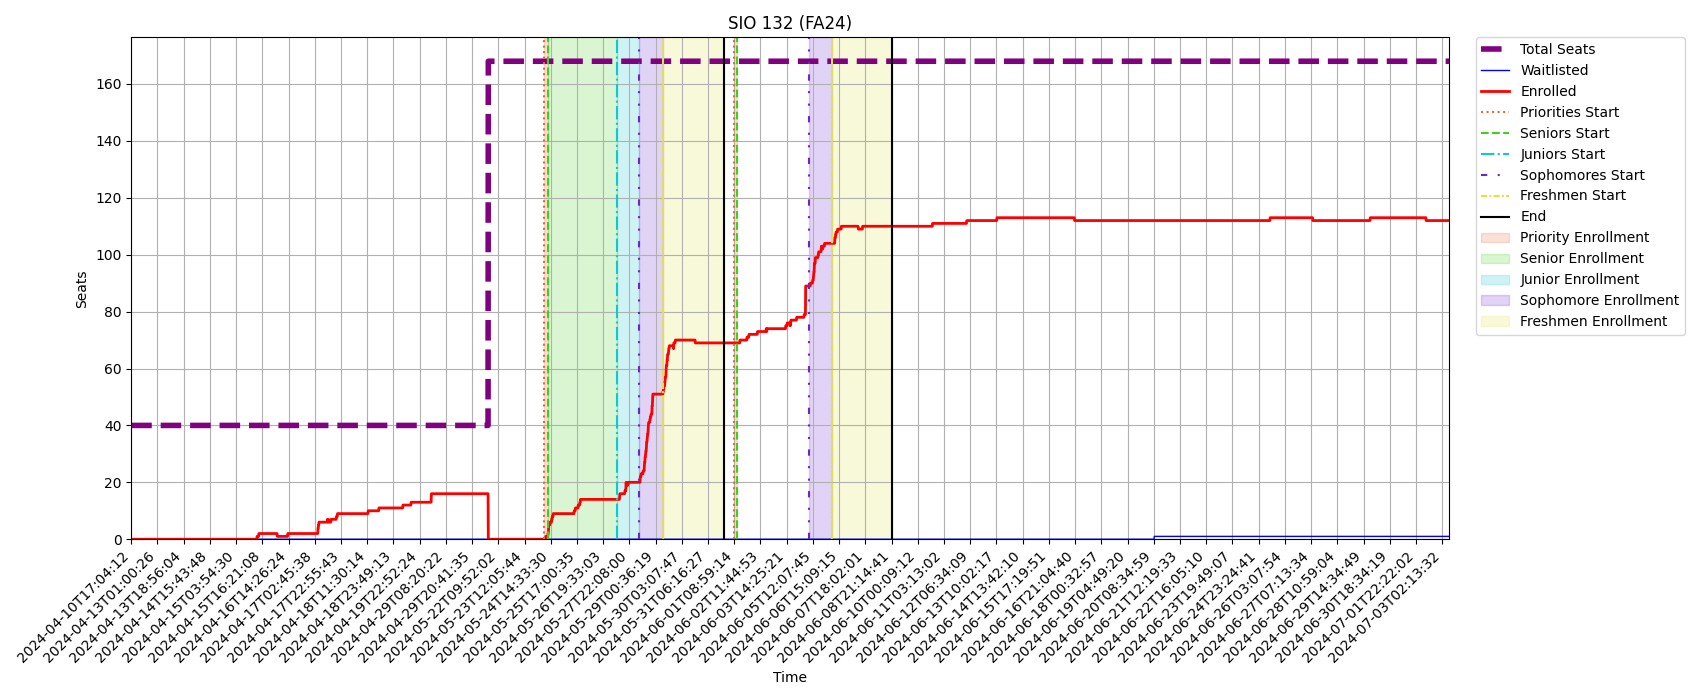 SIO 132 (FA24)
Seats
160
140
120
100
80
60
40
20
0
2024-04-10T17:04:12
2024-04-13T01:00:26
2024-04-13T18:56:04
2024-04-14T15:43:48
2024-04-15T03:54:30
2024-04-15T16:21:08
2024-04-16T14:26:24
2024-04-17T02:45:38
2024-04-17T22:55:43
2024-04-18T11:30:14
2024-04-18T23:49:13
2024-04-19T22:52:24
2024-04-29T08:20:22
2024-04-29T20:41:35
2024-05-22T09:52:02
2024-05-23T12:05:44
2024-05-24T14:33:30
2024-05-25T17:00:35
2024-05-26T19:33:03
2024-05-27T22:08:00
2024-05-29T00:36:19
2024-05-30T03:07:47
2024-05-31T06:16:27
2024-06-01T08:59:14
2024-06-02T11:44:53
2024-06-03T14:25:21
2024-06-05T12:07:45
2024-06-06T15:09:15
2024-06-07T18:02:01
2024-06-08T21:14:41
2024-06-10T00:09:12
2024-06-11T03:13:02
2024-06-12T06:34:09
2024-06-13T10:02:17
2024-06-14T13:42:10
2024-06-15T17:19:51
2024-06-16T21:04:40
2024-06-18T00:32:57
2024-06-19T04:49:20
2024-06-20T08:34:59
2024-06-21T12:19:33
2024-06-22T16:05:10
2024-06-23T19:49:07
2024-06-24T23:24:41
2024-06-26T03:07:54
2024-06-27T07:13:34
2024-06-28T10:59:04
2024-06-29T14:34:49
2024-06-30T18:34:19
2024-07-01T22:22:02
2024-07-03T02:13:32
Time
Total Seats
Waitlisted
Enrolled
Priorities Start
Seniors Start
Juniors Start
Sophomores Start
Freshmen Start
End
Priority Enrollment
Senior Enrollment
Junior Enrollment
Sophomore Enrollment
Freshmen Enrollment